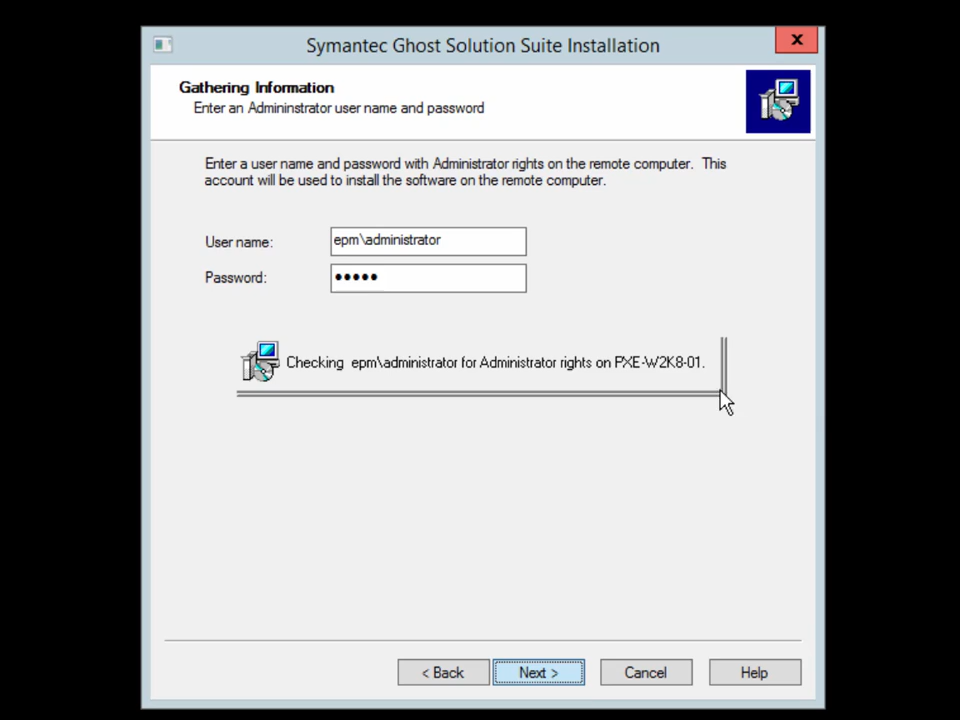 Symantec Ghost Solution Suite Installation
x
Gathering Information
Enter an Admininstrator user name and password
Enter a user name and password with Administrator rights on the remote computer. This
account will be used to install the software on the remote computer.
User name:
epm\administrator
Password:
•••••
Checking epm\administrator for Administrator rights on PXE-W2K8-01.
< Back
Next >
Cancel
Help